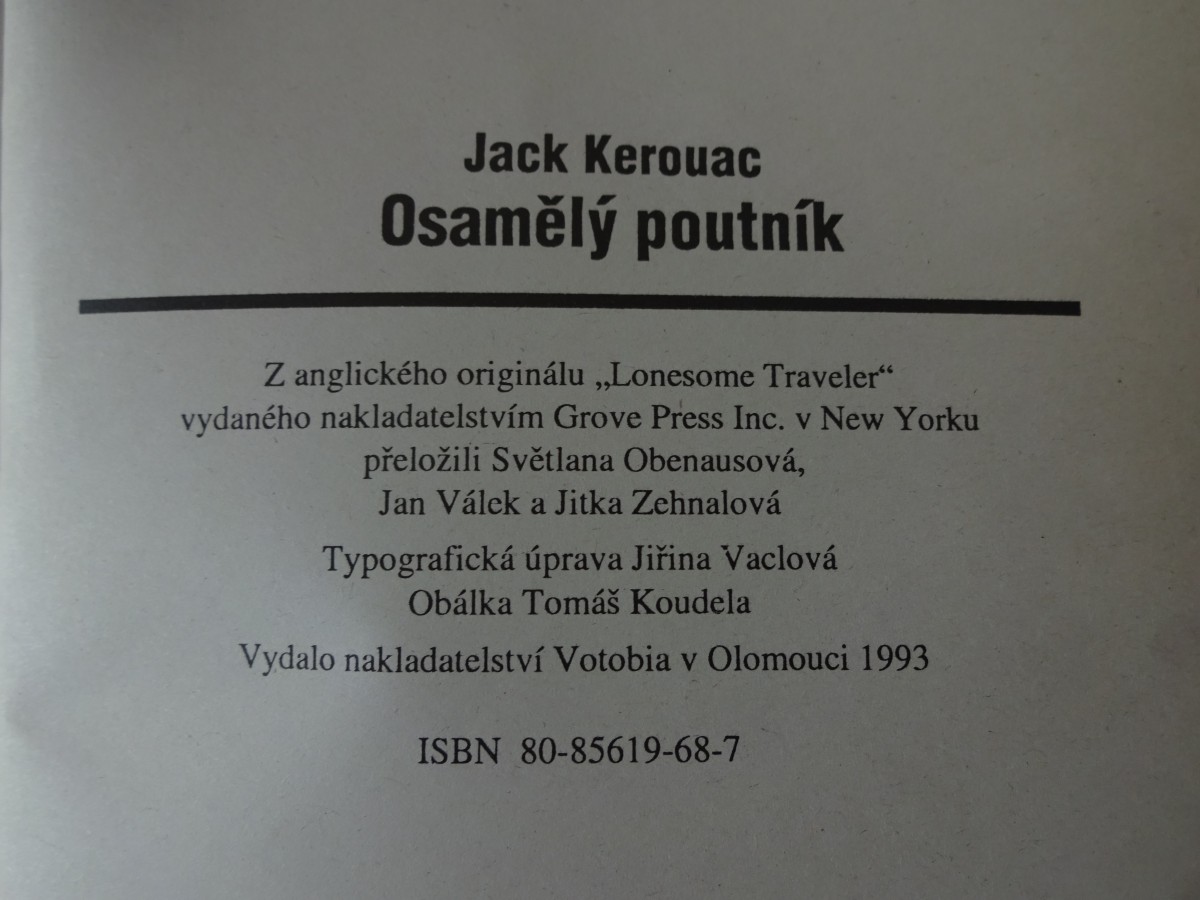 Jack Kerouac
Osamělý poutník
Z anglického originálu „Lonesome Traveler“
vydaného nakladatelstvím Grove Press Inc. v New Yorku
přeložili Světlana Obenausová,
Jan Válek a Jitka Zehnalová
Typografická úprava Jiřina Vaclová
Obálka Tomáš Koudela
Vydalo nakladatelství Votobia v Olomouci 1993
ISBN 80-85619-68-7